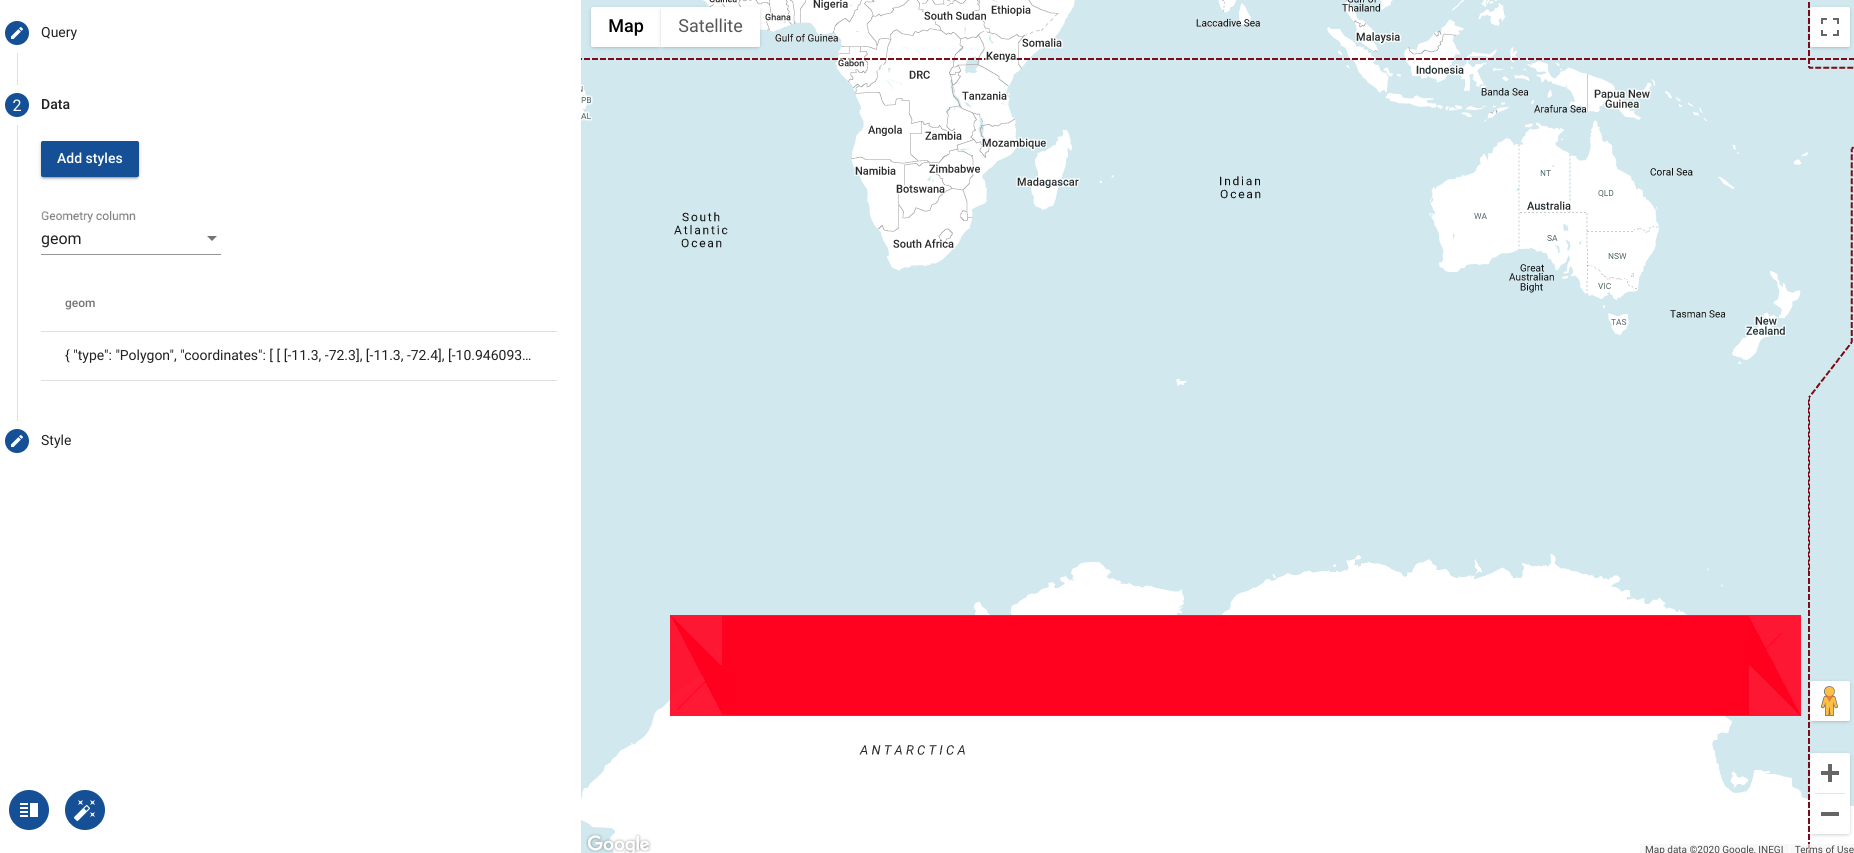 Query
2
Data
Add styles
Geometry column
geom
geom
{ "type": "Polygon", "coordinates": [ [ [-11.3, -72.3], [-11.3, -72.4], [-10.946093...
Style
Map
Satellite
Ghana
Nigeria
Gulf of Guinea
South Sudan
Ethiopia
Somalia
Gabon
Kenya
DRC
Tanzania
Angola
Zambia
Mozambique
Namibia
Zimbabwe
Botswana
Madagascar
South Africa
South
Atlantic
Ocean
PB
AL
Laccadive Sea
Thailand
Malaysia
Indonesia
Banda Sea
Arafura Sea
Papua New
Guinea
Indian
Ocean
Coral Sea
NT
QLD
WA
Australia
SA
NSW
VIC
TAS
Great
Australian
Bight
Tasman Sea
New
Zealand
ANTARCTICA
Google
Map data ©2020 Google, INEGI
Terms of Use